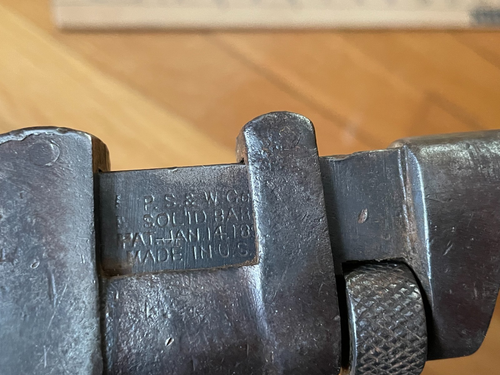 P. S. & W. Co
SOLID BAR
PAT. JAN. 14. 18
MADE IN U.S.